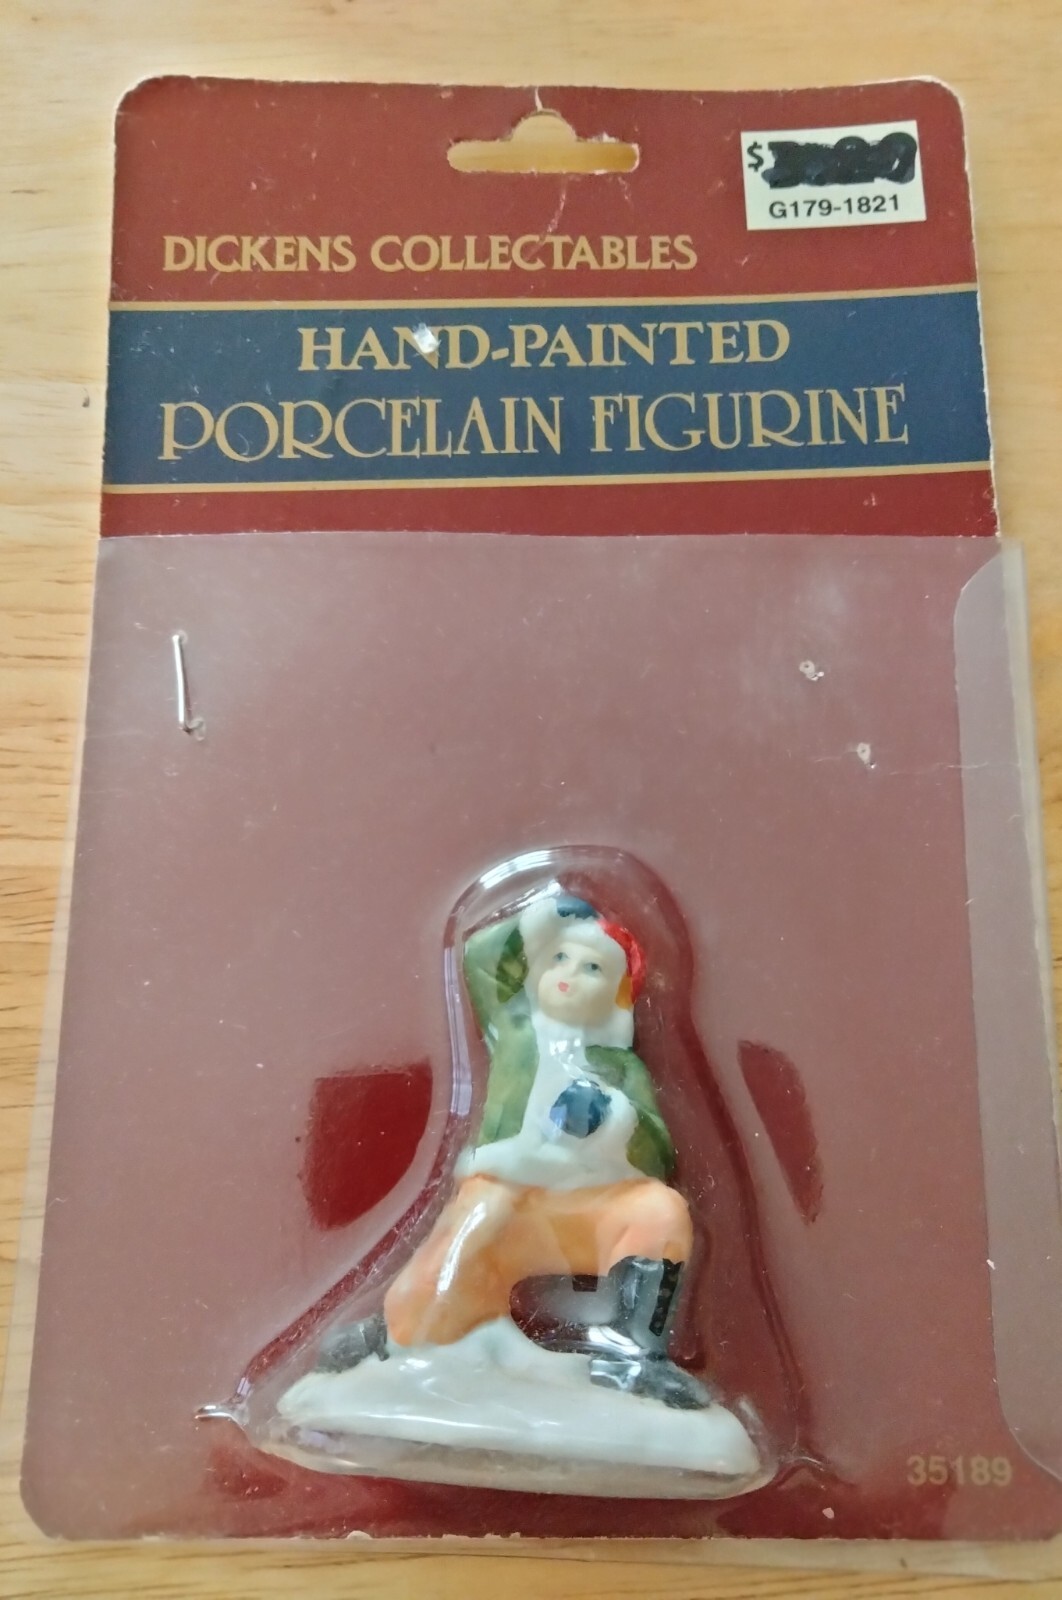 $
G179-1821
DICKENS COLLECTABLES
HAND-PAINTED
PORCELAIN FIGURINE
35189